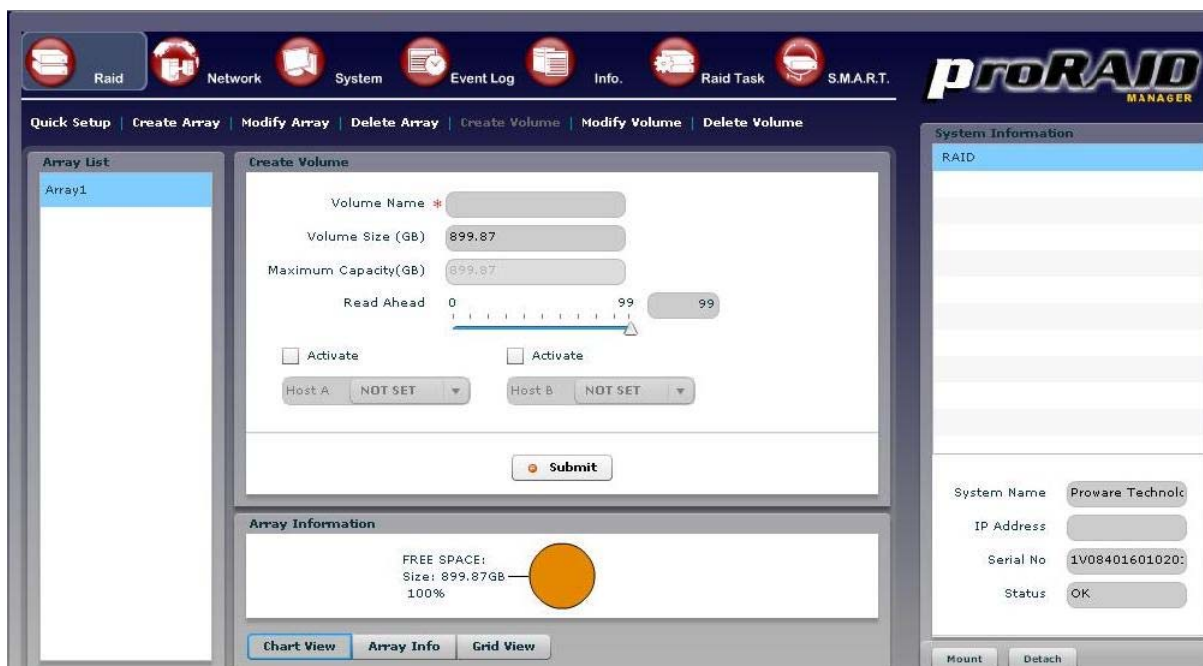 Raid
Network
System
Event Log
Info.
Raid Task
S.M.A.R.T.
proRAID
MANAGER
Quick Setup | Create Array | Modify Array | Delete Array | Create Volume | Modify Volume | Delete Volume
Array List
Array1
Create Volume
Volume Name *
Volume Size (GB) 899.87
Maximum Capacity(GB) 899.87
Read Ahead 0 99 99
Activate Activate
Host A NOT SET Host B NOT SET
Submit
Array Information
FREE SPACE:
Size: 899.87GB
100%
Chart View Array Info Grid View
System Information
RAID
System Name Proware Technolo
IP Address
Serial No 1V08401601020:
Status OK
Mount Detach